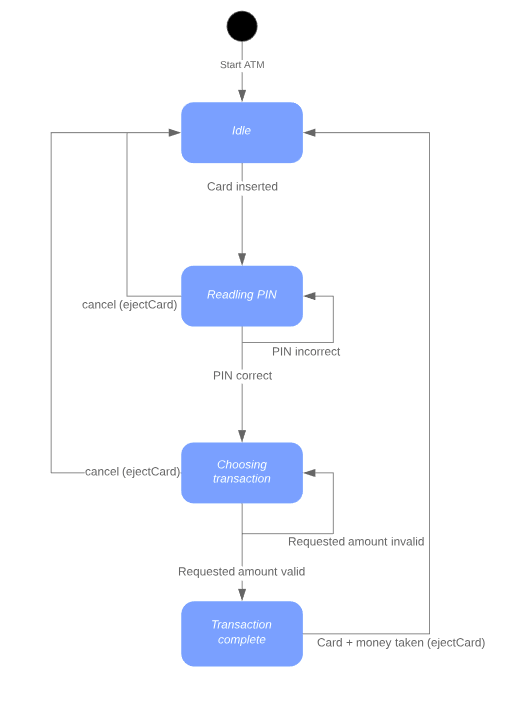 Start ATM
Idle
Card inserted
Readling PIN
cancel (ejectCard)
PIN incorrect
PIN correct
Choosing
transaction
cancel (ejectCard)
Requested amount invalid
Requested amount valid
Transaction
complete
Card + money taken (ejectCard)